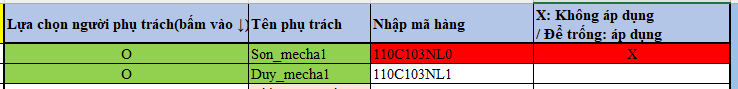 Lựa chọn người phụ trách(bấm vào ↓) Tên phụ trách Nhập mã hàng X: Không áp dụng
/ Để trống: áp dụng
O Son_mecha1 110C103NL0 X
O Duy_mecha1 110C103NL1